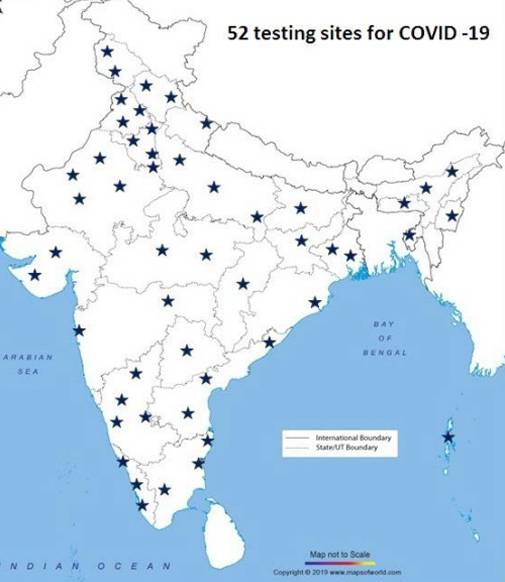 52 testing sites for COVID -19
BAY
OF
BENGAL
ARABIAN
SEA
International Boundary
State/UT Boundary
Map not to Scale
Copyright © 2019 www.mapsofworld.com
INDIAN OCEAN